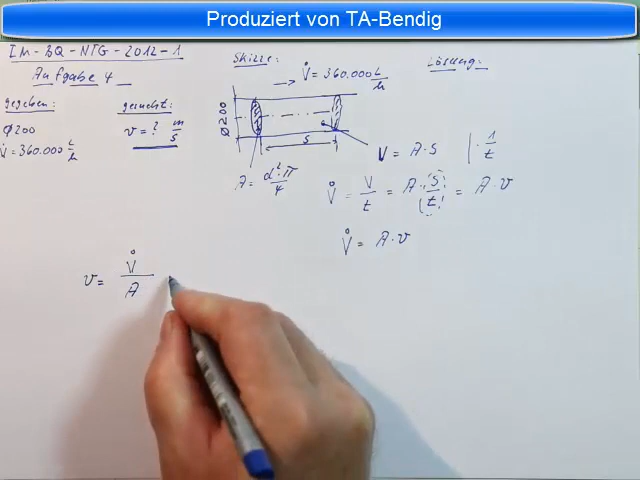 Produziert von TA-Bendig
IM-BQ-NTG-2012-1
Aufgabe 4
gegeben:
Ø200
V̇ = 360.000 l/h
gesucht:
v = ? m/s
Skizze:
→ V̇ = 360.000 l/h
Ø200
s
A = d²·π/4
Lösung:
V = A·s | · 1/t
V̇ = V/t = A · s/t = A·v
V̇ = A·v
v = V̇/A